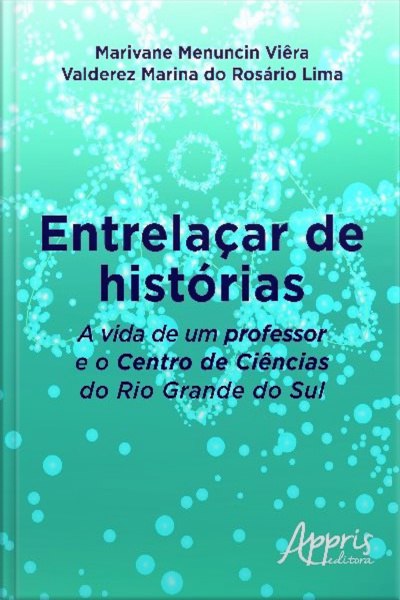 Marivane Menuncin Viêra
Valderez Marina do Rosário Lima
Entrelaçar de
histórias
A vida de um professor
e o Centro de Ciências
do Rio Grande do Sul
Appris
editora